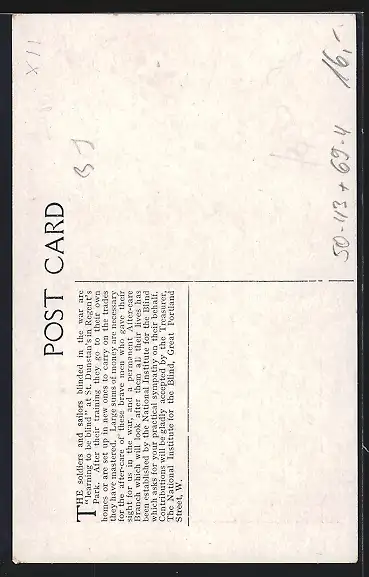 POST CARD
THE soldiers and sailors blinded in the war are
"learning to be blind" at St. Dunstan's in Regent's
Park. After their training they go to their own
homes or are set up in new ones to carry on the trades
they have mastered. Large sums of money are necessary
for the after-care of these brave men who gave their
sight for us in the war, and a permanent After-care
Branch which will look after them all their lives has
been established by the National Institute for the Blind
which asks for your practical sympathy on their behalf.
Contributions will be gladly accepted by the Treasurer,
The National Institute for the Blind, Great Portland
Street, W.
XII
50-113 + 69-4
16,-